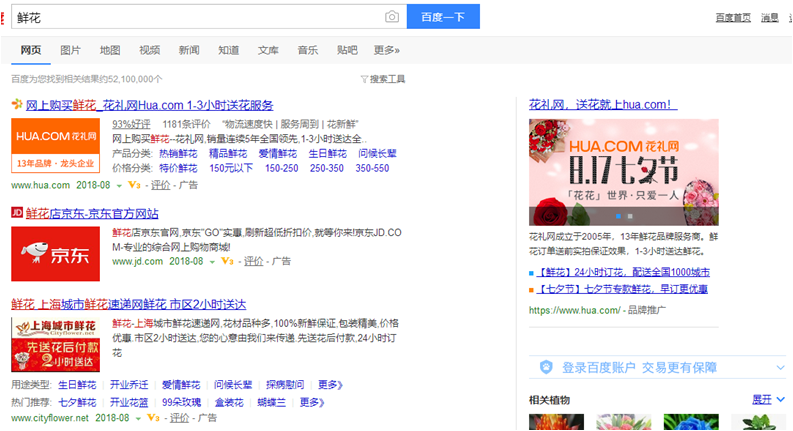 鲜花
百度一下
百度首页 消息
网页 图片 地图 视频 新闻 知道 文库 音乐 贴吧 更多»
百度为您找到相关结果约52,100,000个
搜索工具
网上购买鲜花_花礼网Hua.com 1-3小时送花服务
HUA.COM 花礼网
13年品牌·龙头企业
93%好评 1181条评价 "物流速度快 | 服务周到 | 花新鲜"
网上购买鲜花--花礼网,销量连续5年全国领先,1-3小时送达全..
产品分类: 热销鲜花 精品鲜花 爱情鲜花 生日鲜花 问候长辈
价格分类: 特价鲜花 150元以下 150-250 250-350 350-550
www.hua.com 2018-08 V3 - 评价 - 广告
JD 鲜花店京东-京东官方网站
京东
鲜花店京东官网,京东"GO"实惠,刷新超低折扣价,就等你来!京东JD.CO
M-专业的综合网上购物商城!
www.jd.com 2018-08 V3 - 评价 - 广告
鲜花 上海城市鲜花速递网鲜花 市区2小时送达
上海城市鲜花
Cityflower.net
先送花后付款
2小时送达
鲜花-上海城市鲜花速递网,花材品种多,100%新鲜保证,包装精美,价格
优惠.市区2小时送达,您的心意由我们来传递.先送花后付款,24小时订
花
用途类型: 生日鲜花 开业乔迁 爱情鲜花 问候长辈 探病慰问 更多》
热门推荐: 七夕鲜花 开业花篮 99朵玫瑰 盒装花 蝴蝶兰 更多》
www.cityflower.net 2018-08 V3 - 评价 - 广告
花礼网，送花就上hua.com！
HUA.COM 花礼网
8.17七夕节
「花花」世界·只爱一人
花礼网成立于2005年，13年鲜花品牌服务商。鲜
花订单送前实拍保证效果，1-3小时送达鲜花。
【鲜花】24小时订花，配送全国1000城市
【七夕节】七夕节专款鲜花，早订更优惠
https://www.hua.com/ - 品牌推广
登录百度账户 交易更有保障
相关植物 展开